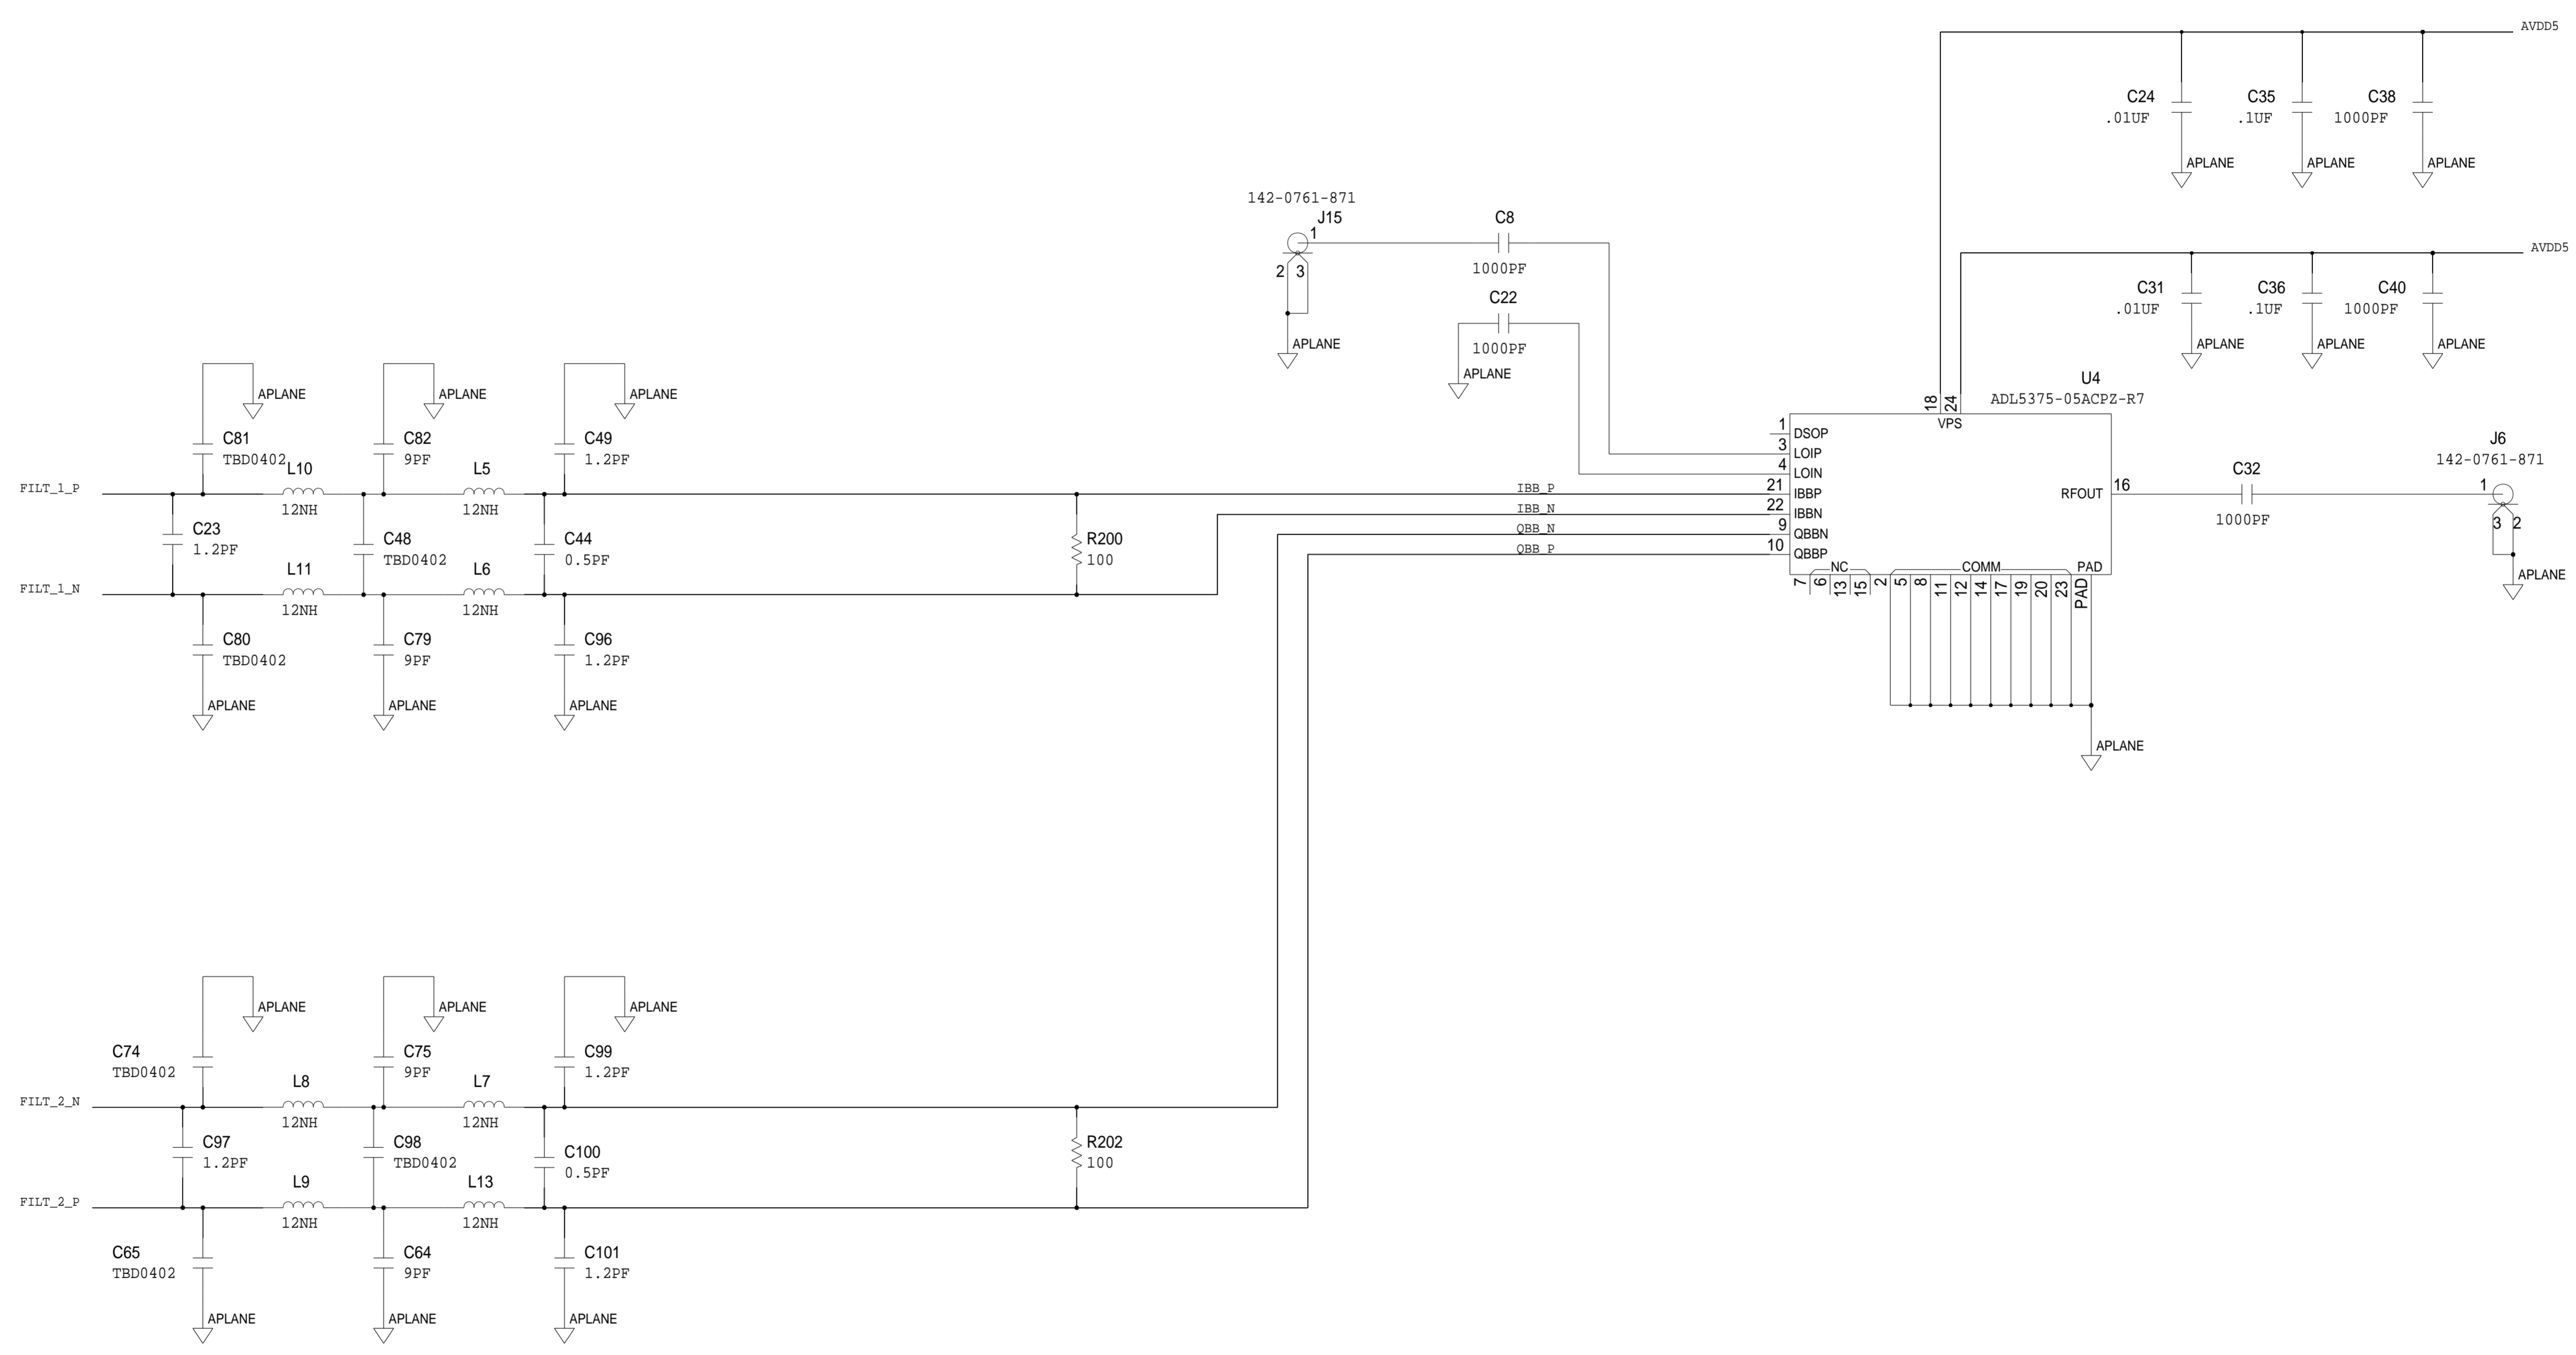 AVDD5
C24
.01UF
C35
.1UF
C38
1000PF
APLANE
APLANE
APLANE
142-0761-871
J15
1
2
3
APLANE
C8
1000PF
C22
1000PF
APLANE
AVDD5
C31
.01UF
C36
.1UF
C40
1000PF
APLANE
APLANE
APLANE
U4
ADL5375-05ACPZ-R7
18
24
VPS
1
DSOP
3
LOIP
4
LOIN
21
IBBP
22
IBBN
9
QBBN
10
QBBP
RFOUT
16
NC
COMM
PAD
7
6
13
15
2
5
8
11
12
14
17
19
20
23
PAD
APLANE
C32
1000PF
J6
142-0761-871
1
3
2
APLANE
IBB_P
IBB_N
QBB_N
QBB_P
APLANE
APLANE
APLANE
C81
TBD0402
C82
9PF
C49
1.2PF
FILT_1_P
L10
12NH
L5
12NH
C23
1.2PF
C48
TBD0402
C44
0.5PF
R200
100
FILT_1_N
L11
12NH
L6
12NH
C80
TBD0402
C79
9PF
C96
1.2PF
APLANE
APLANE
APLANE
APLANE
APLANE
APLANE
C74
TBD0402
C75
9PF
C99
1.2PF
FILT_2_N
L8
12NH
L7
12NH
C97
1.2PF
C98
TBD0402
C100
0.5PF
R202
100
FILT_2_P
L9
12NH
L13
12NH
C65
TBD0402
C64
9PF
C101
1.2PF
APLANE
APLANE
APLANE